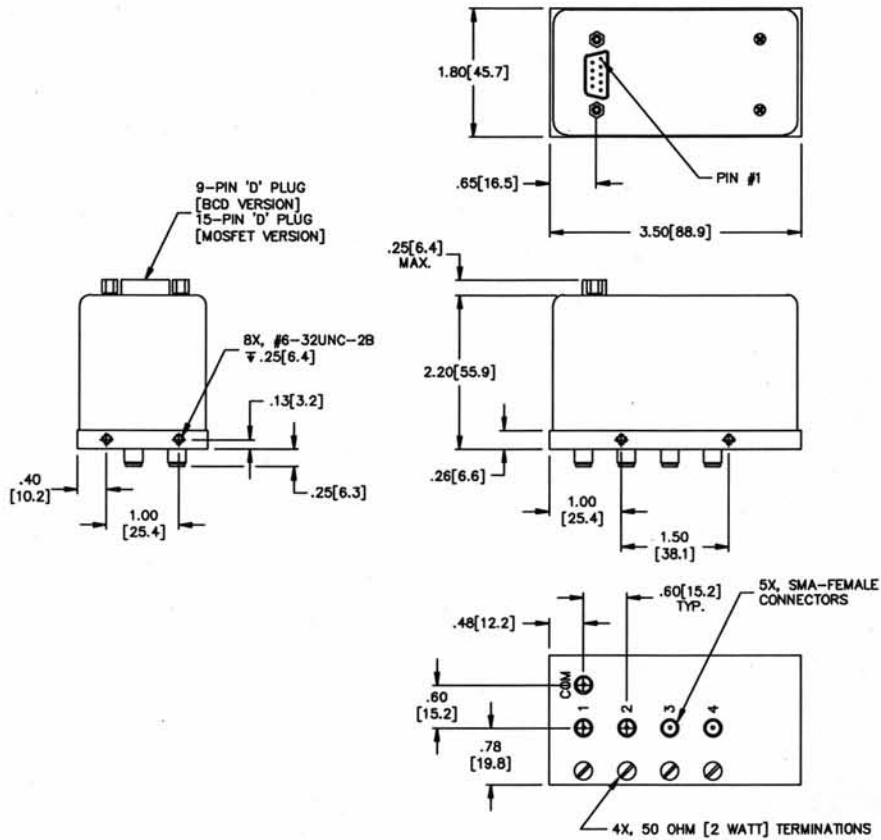 1.80[45.7]
.65[16.5]
PIN #1
3.50[88.9]
9-PIN 'D' PLUG
[BCD VERSION]
15-PIN 'D' PLUG
[MOSFET VERSION]
.25[6.4]
MAX.
8X, #6-32UNC-2B
↧ .25[6.4]
.13[3.2]
2.20[55.9]
.40
[10.2]
1.00
[25.4]
.25[6.3]
.26[6.6]
1.00
[25.4]
1.50
[38.1]
.60[15.2]
TYP.
5X, SMA-FEMALE
CONNECTORS
.48[12.2]
COM
.60
[15.2]
1 2 3 4
.78
[19.8]
4X, 50 OHM [2 WATT] TERMINATIONS